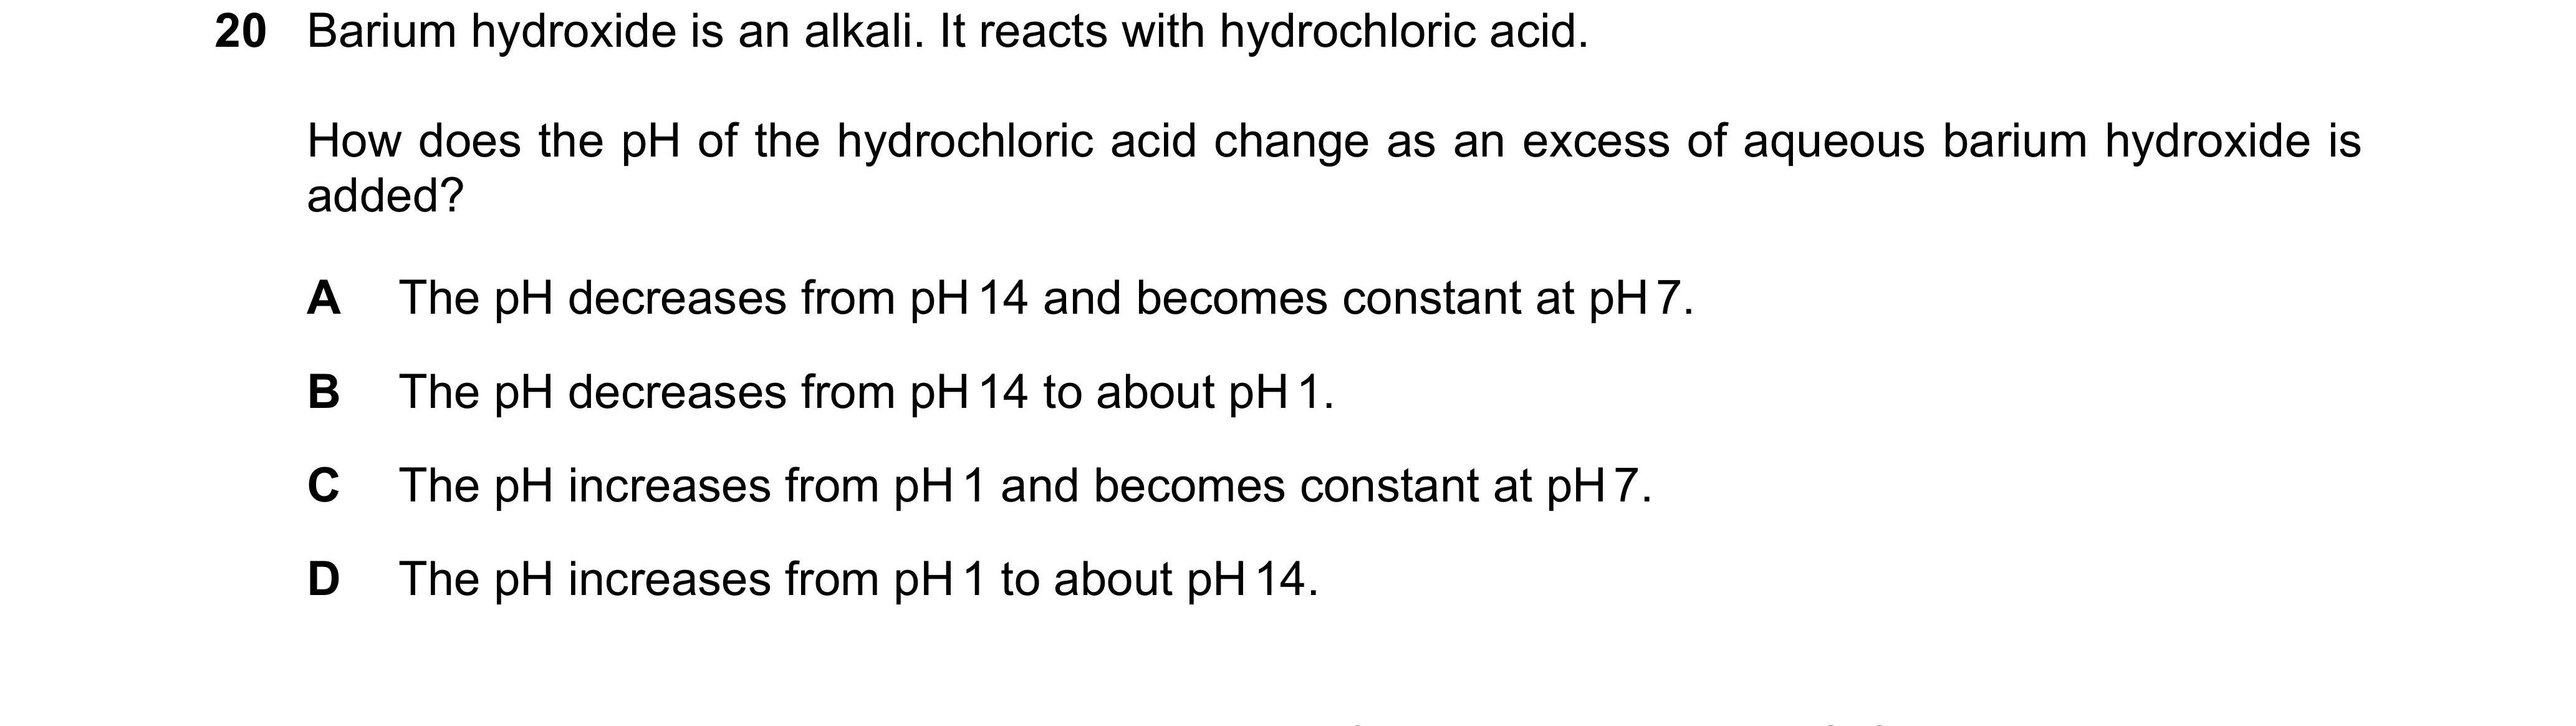 20 Barium hydroxide is an alkali. It reacts with hydrochloric acid.
How does the pH of the hydrochloric acid change as an excess of aqueous barium hydroxide is
added?
A The pH decreases from pH 14 and becomes constant at pH 7.
B The pH decreases from pH 14 to about pH 1.
C The pH increases from pH 1 and becomes constant at pH 7.
D The pH increases from pH 1 to about pH 14.